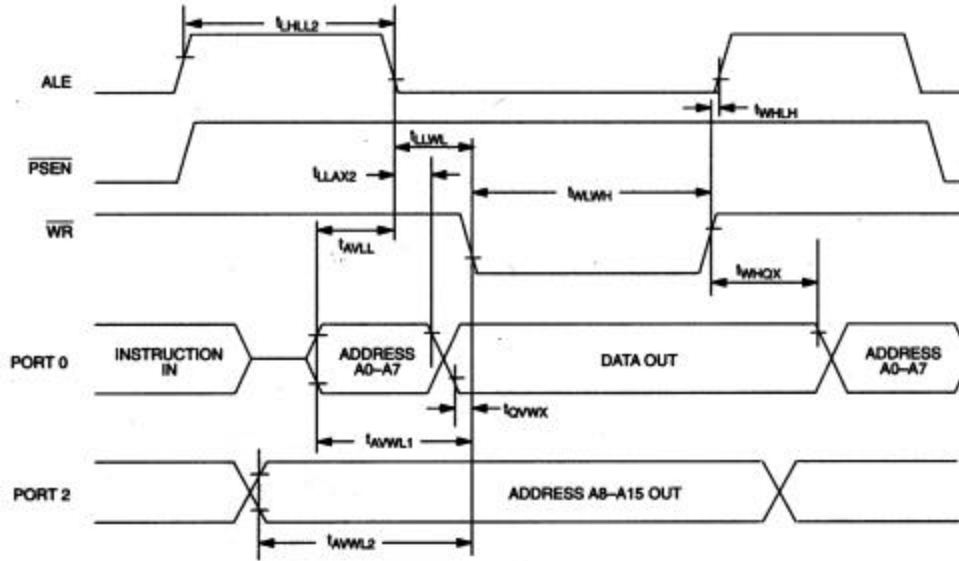 tLHLL2
ALE
tWHLH
tLLWL
PSEN
tLLAX2
tWLWH
WR
tAVLL
tWHQX
PORT 0
INSTRUCTION
IN
ADDRESS
A0–A7
DATA OUT
ADDRESS
A0–A7
tQVWX
tAVWL1
PORT 2
ADDRESS A8–A15 OUT
tAVWL2